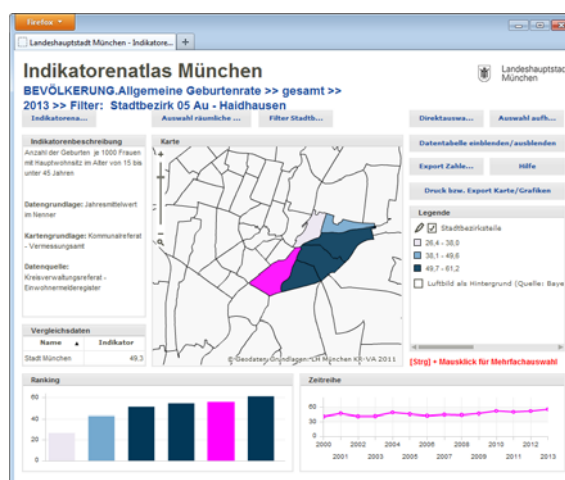 Firefox
Landeshauptstadt München - Indikatore...
Indikatorenatlas München
Landeshauptstad
München
BEVÖLKERUNG.Allgemeine Geburtenrate >> gesamt >>
2013 >> Filter: Stadtbezirk 05 Au - Haidhausen
Indikatorena...
Auswahl räumliche ...
Filter Stadtb...
Direktauswa...
Auswahl aufh...
Indikatorenbeschreibung
Anzahl der Geburten je 1000 Frauen
mit Hauptwohnsitz im Alter von 15 bis
unter 45 Jahren
Datengrundlage: Jahresmittelwert
im Nenner
Kartengrundlage: Kommunalreferat
- Vermessungsamt
Datenquelle:
Kreisverwaltungsreferat -
Einwohnermelderegister
Karte
© Geodaten-Grundlagen: LH München KR-VA 2011
Datentabelle einblenden/ausblenden
Export Zahle...
Hilfe
Druck bzw. Export Karte/Grafiken
Legende
Stadtbezirksteile
26,4 - 38,0
38,1 - 49,6
49,7 - 61,2
Luftbild als Hintergrund (Quelle: Baye
Vergleichsdaten
Name
Indikator
Stadt München
49.3
[Strg] + Mausklick für Mehrfachauswahl
Ranking
60
40
20
0
Zeitreihe
60
30
0
2000 2002 2004 2006 2008 2010 2012
2001 2003 2005 2007 2009 2011 2013